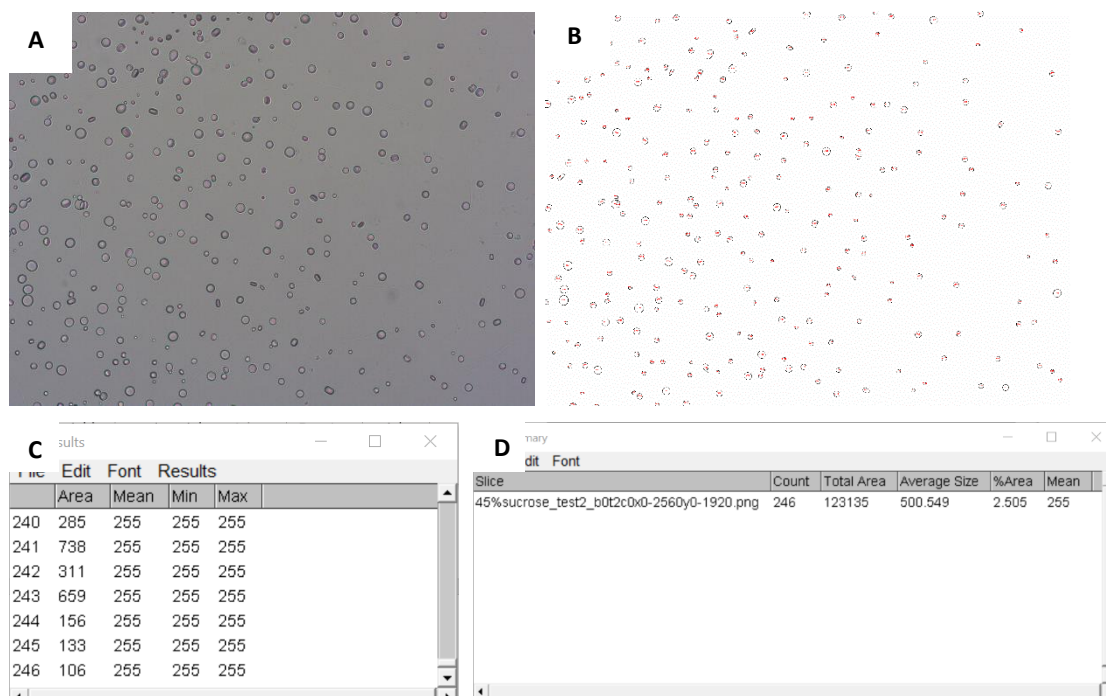 A
B
C
sults
File Edit Font Results
Area Mean Min Max
240 285 255 255 255
241 738 255 255 255
242 311 255 255 255
243 659 255 255 255
244 156 255 255 255
245 133 255 255 255
246 106 255 255 255
D
mary
dit Font
Slice Count Total Area Average Size %Area Mean
45%sucrose_test2_b0t2c0x0-2560y0-1920.png 246 123135 500.549 2.505 255